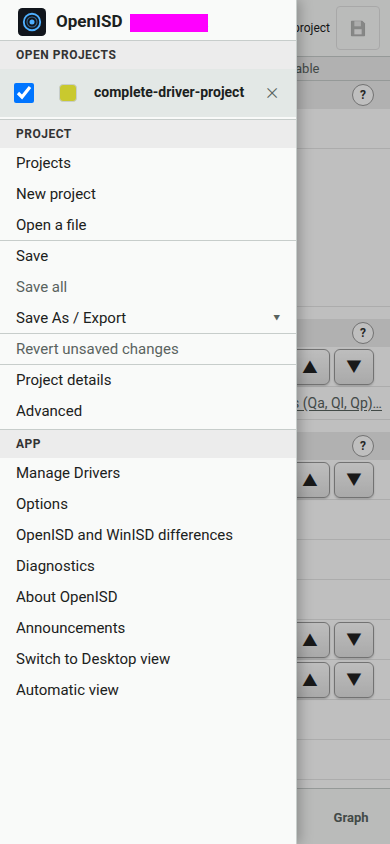 OpenISD
project
OPEN PROJECTS
able
complete-driver-project
?
PROJECT
Projects
New project
Open a file
Save
Save all
Save As / Export
?
Revert unsaved changes
Project details
s (Qa, Ql, Qp)...
Advanced
APP
?
Manage Drivers
Options
OpenISD and WinISD differences
Diagnostics
About OpenISD
Announcements
Switch to Desktop view
Automatic view
Graph